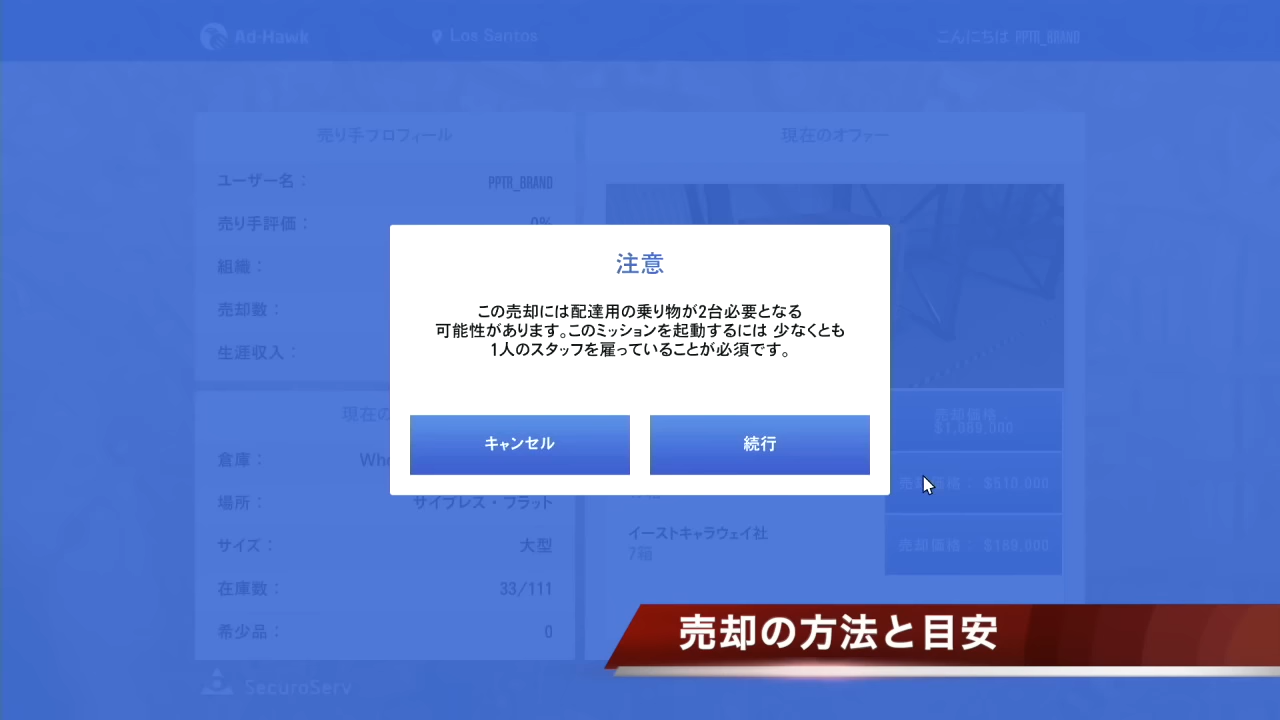 Ad-Hawk
Los Santos
こんにちは PPTR_BRAND
売り手プロフィール
ユーザー名： PPTR_BRAND
売り手評価： 0%
組織：
売却数：
生涯収入：
現在の
倉庫：
場所： サイプレス・フラット
サイズ： 大型
在庫数： 33/111
希少品： 0
現在のオファー
売却価格：
$510,000
イーストキャラウェイ社
7箱
売却価格： $189,000
注意
この売却には配達用の乗り物が2台必要となる
可能性があります。このミッションを起動するには 少なくとも
1人のスタッフを雇っていることが必須です。
キャンセル
続行
売却の方法と目安
SecuroServ